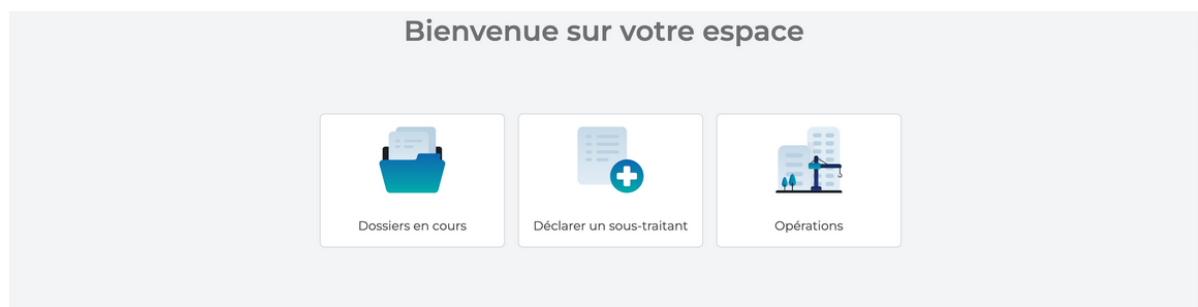 Bienvenue sur votre espace
Dossiers en cours
Déclarer un sous-traitant
Opérations